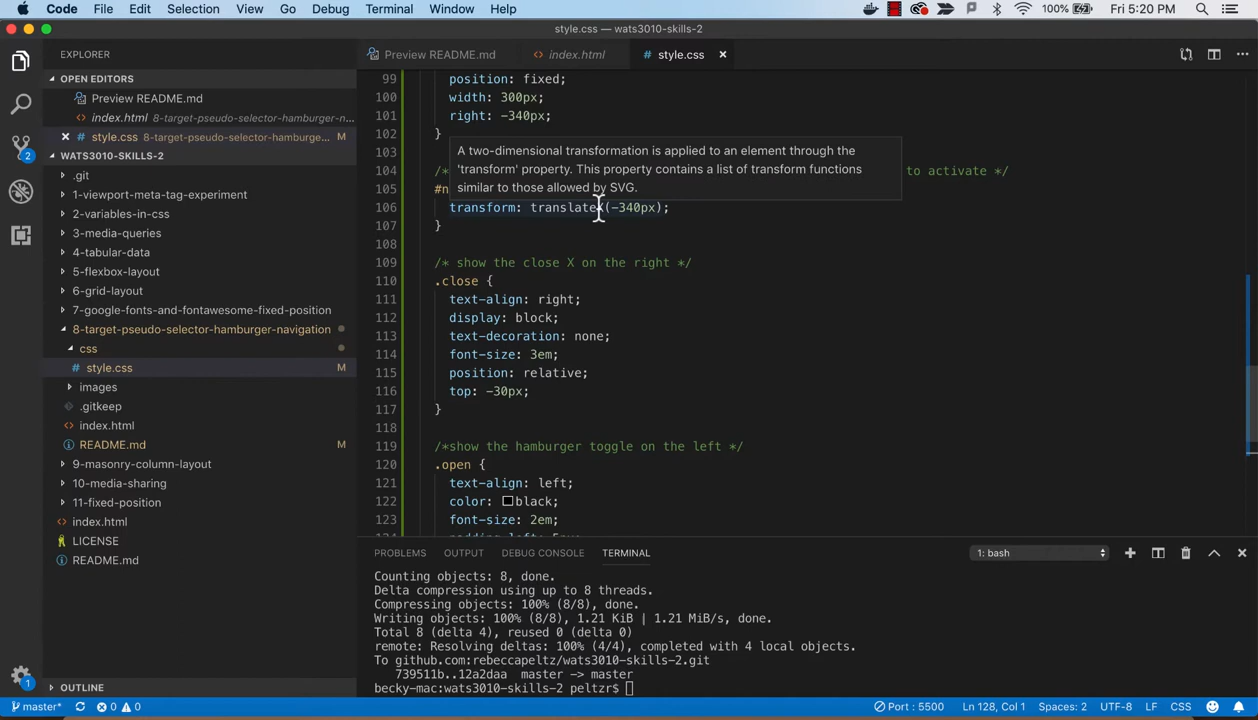 Code File Edit Selection View Go Debug Terminal Window Help 100% Fri 5:20 PM
style.css — wats3010-skills-2
EXPLORER
OPEN EDITORS
Preview README.md
index.html 8-target-pseudo-selector-hamburger-n...
style.css 8-target-pseudo-selector-hamburge... M
WATS3010-SKILLS-2
.git
1-viewport-meta-tag-experiment
2-variables-in-css
3-media-queries
4-tabular-data
5-flexbox-layout
6-grid-layout
7-google-fonts-and-fontawesome-fixed-position
8-target-pseudo-selector-hamburger-navigation
css
# style.css M
images
.gitkeep
index.html
README.md M
9-masonry-column-layout
10-media-sharing
11-fixed-position
index.html
LICENSE
README.md
OUTLINE
2
1
Preview README.md
index.html
# style.css
99 position: fixed;
100 width: 300px;
101 right: -340px;
102 }
103
A two-dimensional transformation is applied to an element through the
'transform' property. This property contains a list of transform functions
similar to those allowed by SVG.
104 /* to activate */
105 #n
106 transform: translateX(-340px);
107 }
108
109 /* show the close X on the right */
110 .close {
111 text-align: right;
112 display: block;
113 text-decoration: none;
114 font-size: 3em;
115 position: relative;
116 top: -30px;
117 }
118
119 /*show the hamburger toggle on the left */
120 .open {
121 text-align: left;
122 color: black;
123 font-size: 2em;
PROBLEMS OUTPUT DEBUG CONSOLE TERMINAL 1: bash
Counting objects: 8, done.
Delta compression using up to 8 threads.
Compressing objects: 100% (8/8), done.
Writing objects: 100% (8/8), 1.21 KiB | 1.21 MiB/s, done.
Total 8 (delta 4), reused 0 (delta 0)
remote: Resolving deltas: 100% (4/4), completed with 4 local objects.
To github.com:rebeccapeltz/wats3010-skills-2.git
739511b..12a2daa master -> master
becky-mac:wats3010-skills-2 peltzr$
master* 0 0 Port : 5500 Ln 128, Col 1 Spaces: 2 UTF-8 LF CSS